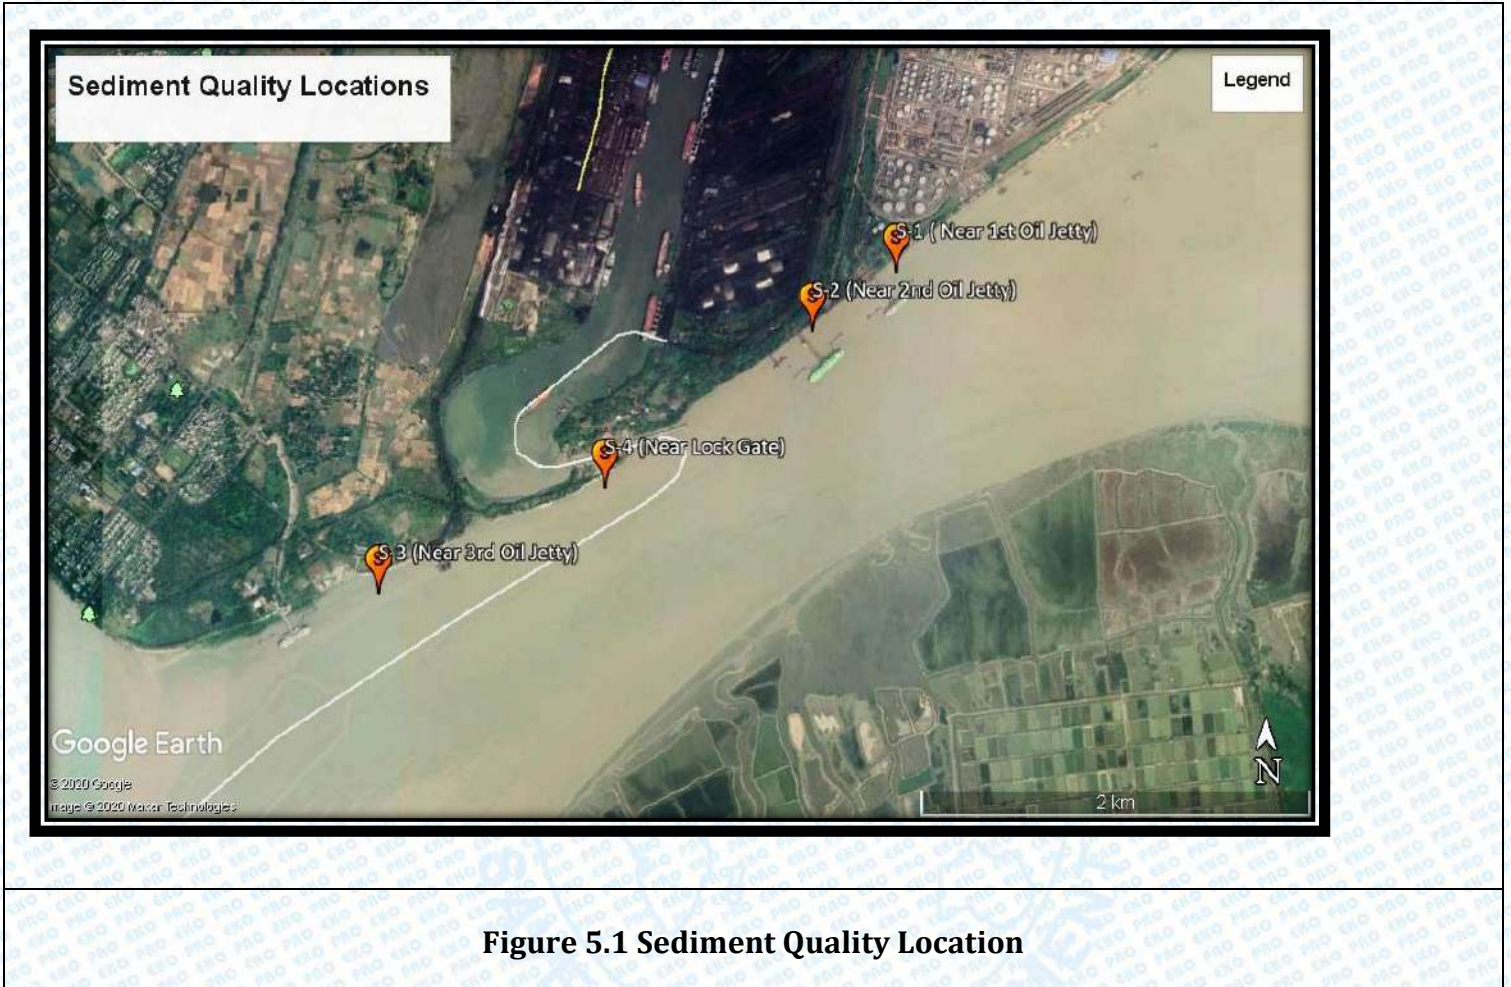 Sediment Quality Locations
Legend
S-1 ( Near 1st Oil Jetty)
S-2 (Near 2nd Oil Jetty)
S-4 (Near Lock Gate)
S-3 (Near 3rd Oil Jetty)
Google Earth
© 2020 Google
Image © 2020 Maxar Technologies
N
2 km
Figure 5.1 Sediment Quality Location